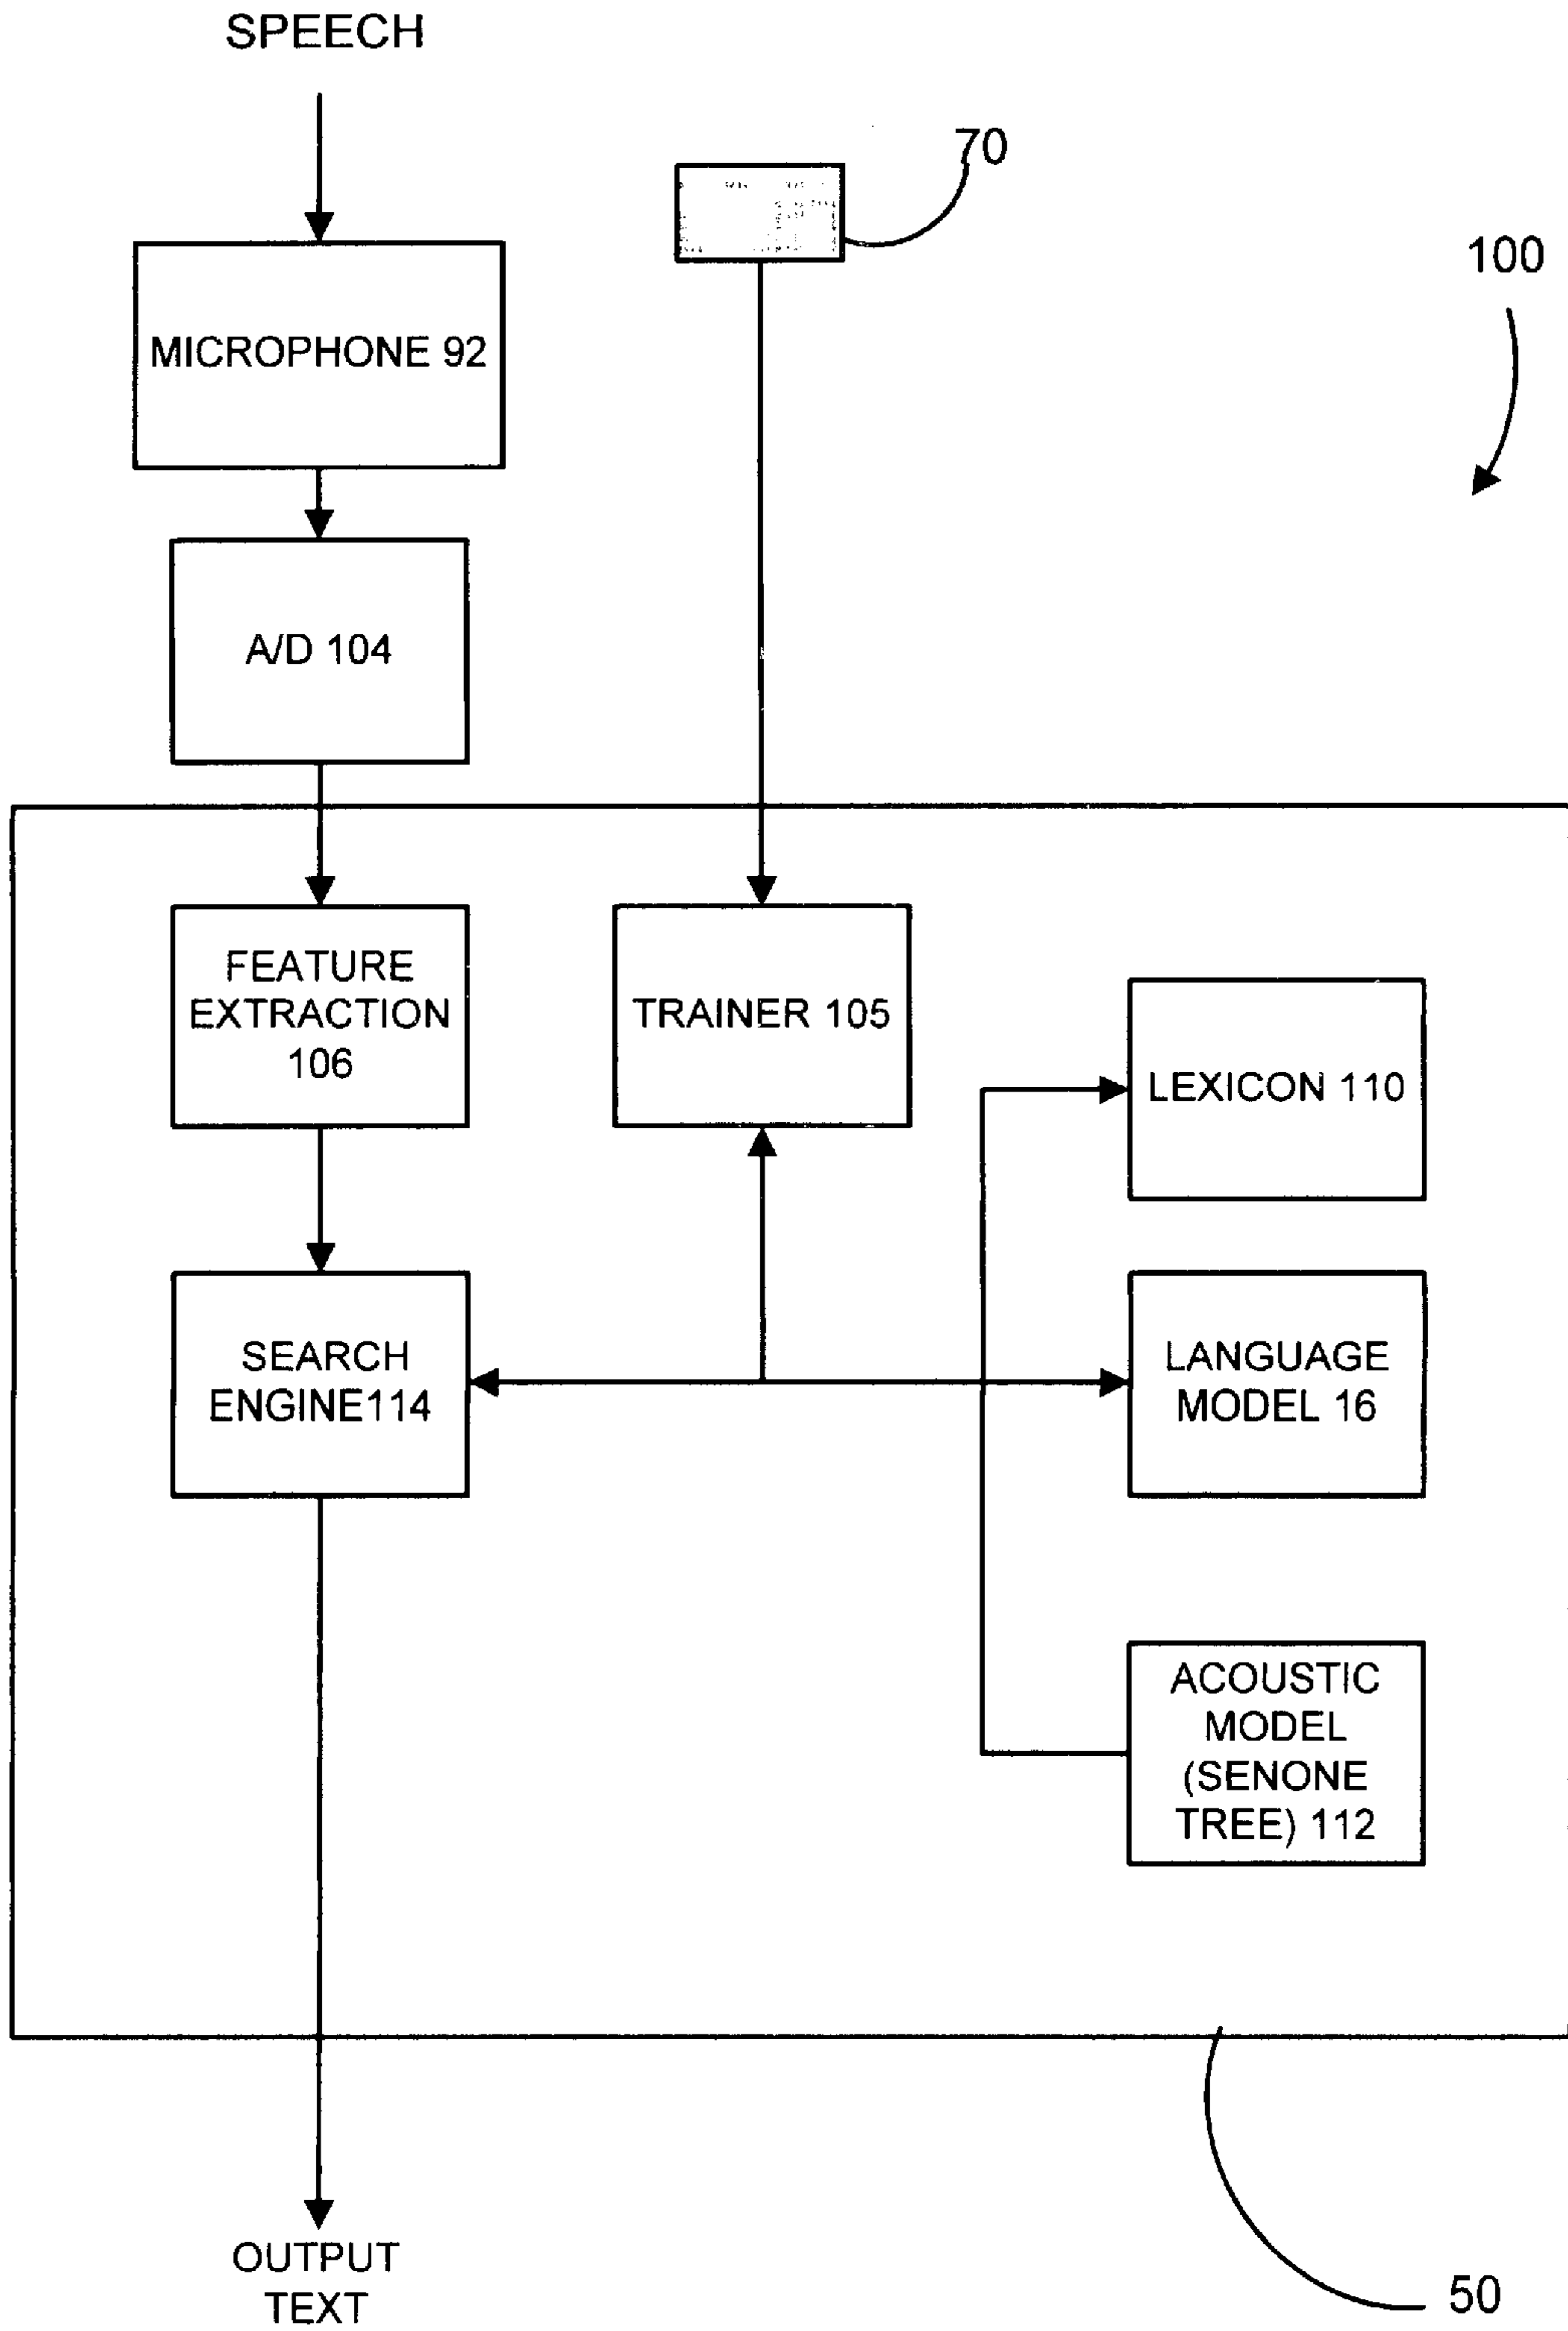 SPEECH
70
100
MICROPHONE 92
A/D 104
FEATURE
EXTRACTION
106
TRAINER 105
LEXICON 110
SEARCH
ENGINE114
LANGUAGE
MODEL 16
ACOUSTIC
MODEL
(SENONE
TREE) 112
OUTPUT
TEXT
50